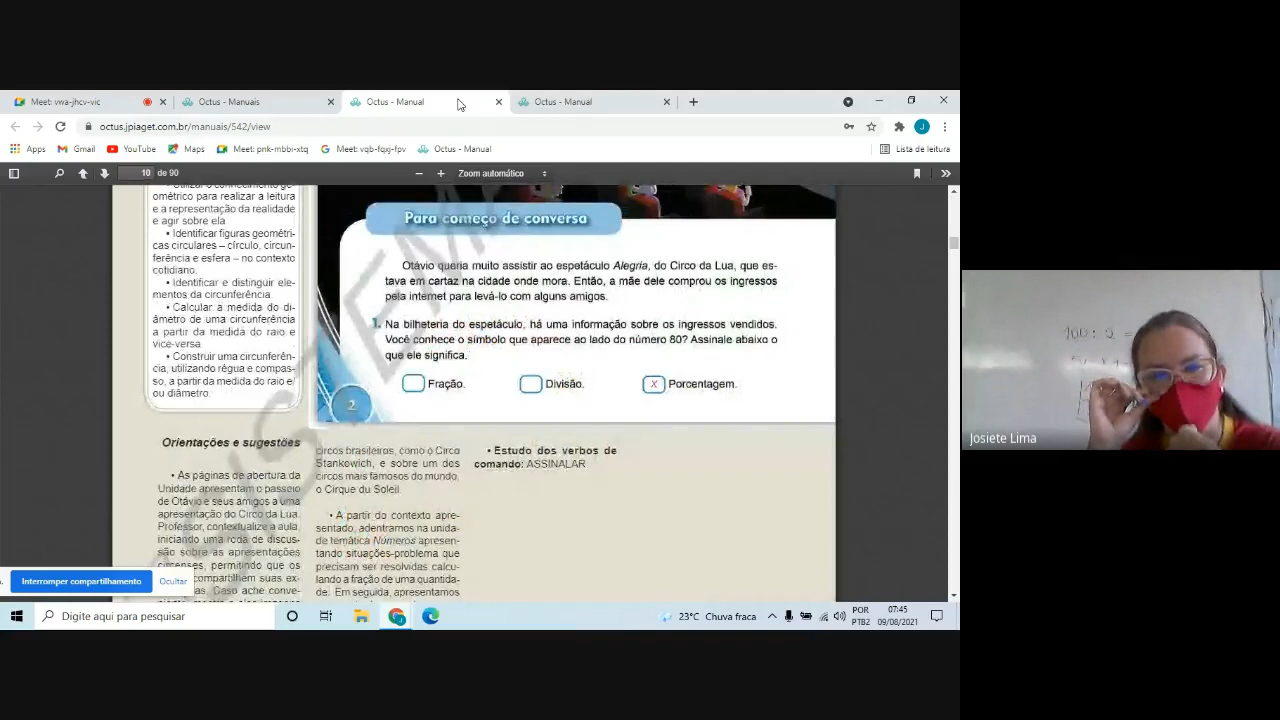 Meet: vwa-jhcv-vic
Octus - Manuais
Octus - Manual
Octus - Manual
octus.jpiaget.com.br/manuais/542/view
Apps
Gmail
YouTube
Maps
Meet: pnk-mbbi-xtq
Meet: vqb-fqxj-fpv
Octus - Manual
Lista de leitura
10 de 90
Zoom automático
ométrico para realizar a leitura
e a representação da realidade
e agir sobre ela
• Identificar figuras geométri-
cas circulares – círculo, circun-
ferência e esfera – no contexto
cotidiano.
• Identificar e distinguir ele-
mentos da circunferência.
• Calcular a medida do di-
âmetro de uma circunferência
a partir da medida do raio e
vice-versa.
• Construir uma circunferên-
cia, utilizando régua e compas-
so, a partir da medida do raio e/
ou diâmetro.
Para começo de conversa
Otávio queria muito assistir ao espetáculo Alegria, do Circo da Lua, que es-
tava em cartaz na cidade onde mora. Então, a mãe dele comprou os ingressos
pela internet para levá-lo com alguns amigos.
1. Na bilheteria do espetáculo, há uma informação sobre os ingressos vendidos.
Você conhece o símbolo que aparece ao lado do número 80? Assinale abaixo o
que ele significa.
Fração.
Divisão.
X Porcentagem.
2
Orientações e sugestões
• As páginas de abertura da
Unidade apresentam o passeio
de Otávio e seus amigos a uma
apresentação do Circo da Lua.
Professor, contextualize a aula,
iniciando uma roda de discus-
são sobre as apresentações
circenses, permitindo que os
compartilhem suas ex-
Caso ache conve-
circos brasileiros, como o Circo
Stankowich, e sobre um dos
circos mais famosos do mundo,
o Cirque du Soleil.
• A partir do contexto apre-
sentado, adentramos na unida-
de temática Números apresen-
tando situações-problema que
precisam ser resolvidas calcu-
lando a fração de uma quantida-
de. Em seguida, apresentamos
• Estudo dos verbos de
comando: ASSINALAR
Interromper compartilhamento
Ocultar
Digite aqui para pesquisar
23°C Chuva fraca
POR
PTB2
07:45
09/08/2021
100 : 2 =
Josiete Lima